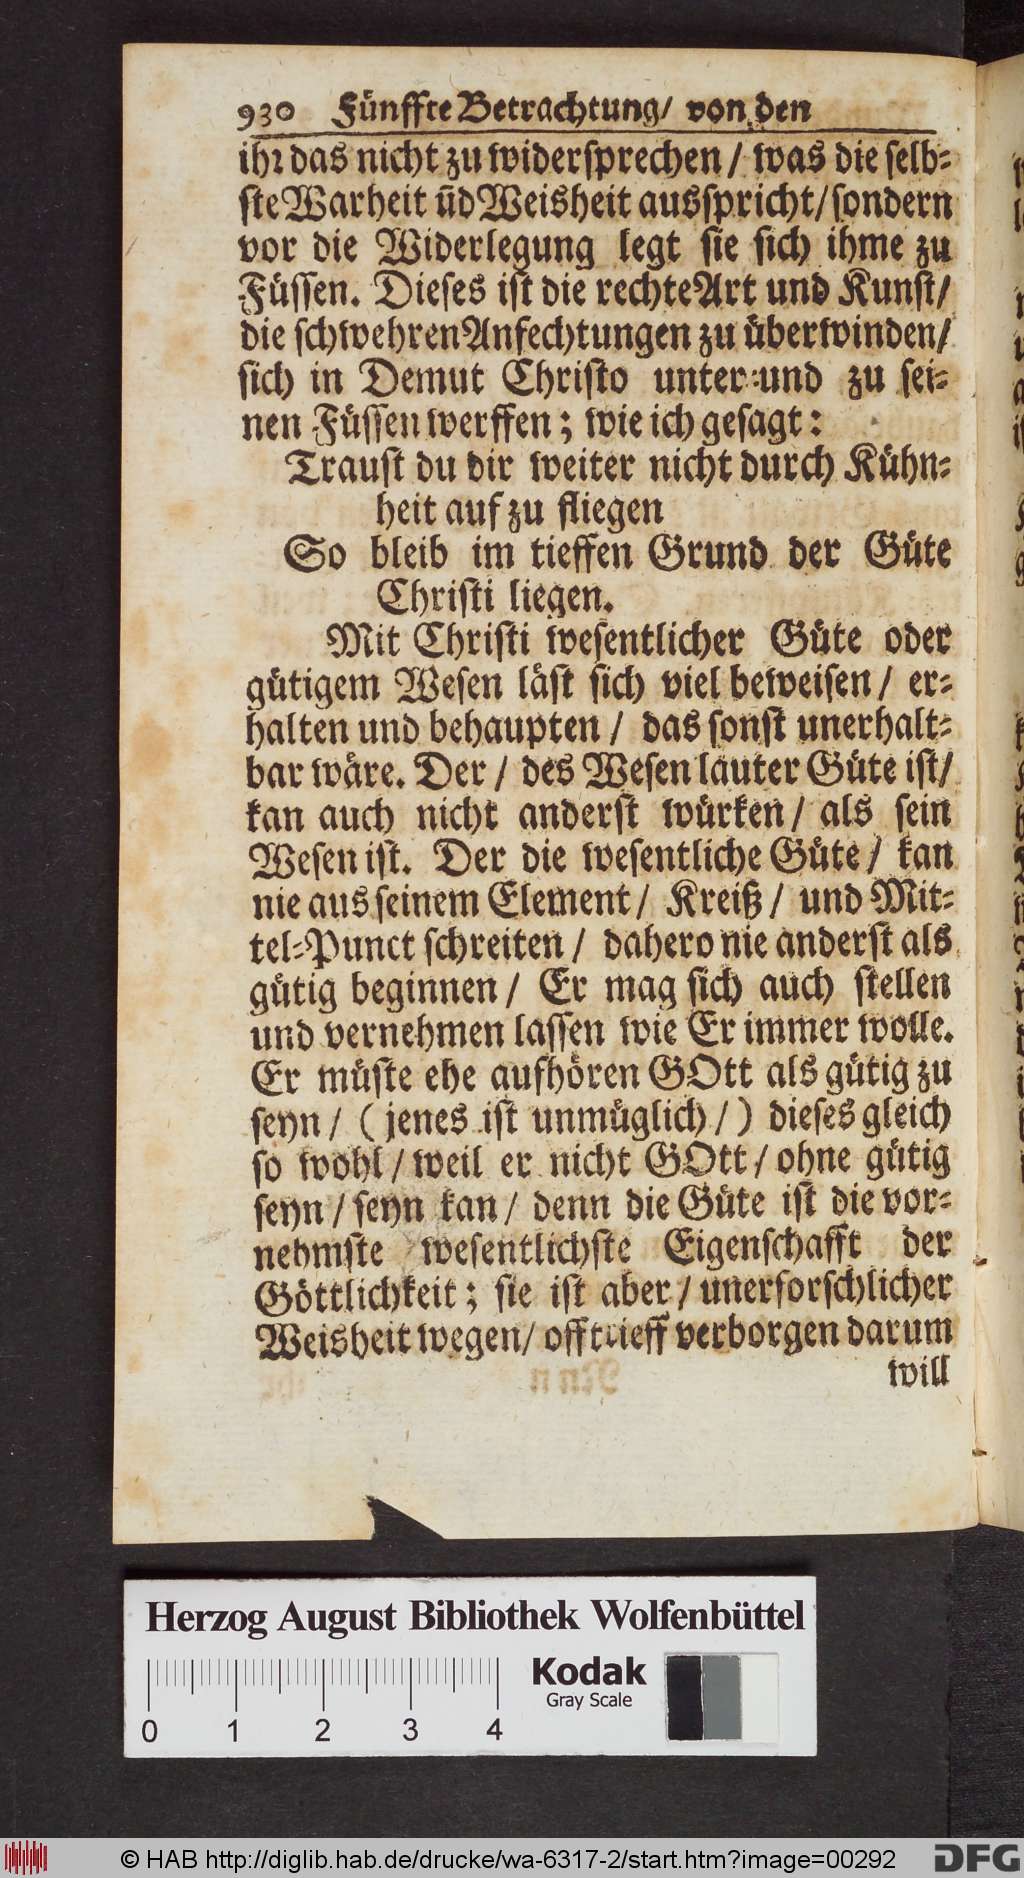 930 Fünffte Betrachtung/ von den
ihr das nicht zu widersprechen / was die selb-
ste Warheit uñd Weisheit ausspricht/ sondern
vor die Widerlegung legt sie sich ihme zu
Füssen. Dieses ist die rechte Art und Kunst/
die schwehren Anfechtungen zu überwinden/
sich in Demut Christo unter-und zu sei-
nen Füssen werffen; wie ich gesagt:
Traust du dir weiter nicht durch Kühn-
heit auf zu fliegen
So bleib im tieffen Grund der Güte
Christi liegen.
Mit Christi wesentlicher Güte oder
gütigem Wesen läst sich viel beweisen / er-
halten und behaupten / das sonst unerhalt-
bar wäre. Der / des Wesen lauter Güte ist/
kan auch nicht anderst würken / als sein
Wesen ist. Der die wesentliche Güte / kan
nie aus seinem Element / Kreiß / und Mit-
tel-Punct schreiten / dahero nie anderst als
gütig beginnen / Er mag sich auch stellen
und vernehmen lassen wie Er immer wolle.
Er müste ehe aufhören GOtt als gütig zu
seyn / (jenes ist unmüglich /) dieses gleich
so wohl / weil er nicht GOtt / ohne gütig
seyn / seyn kan / denn die Güte ist die vor-
nehmste wesentlichste Eigenschafft der
Göttlichkeit; sie ist aber / unerforschlicher
Weisheit wegen/ offt tieff verborgen darum
will
Herzog August Bibliothek Wolfenbüttel
Kodak
Gray Scale
0 1 2 3 4
© HAB http://diglib.hab.de/drucke/wa-6317-2/start.htm?image=00292
DFG